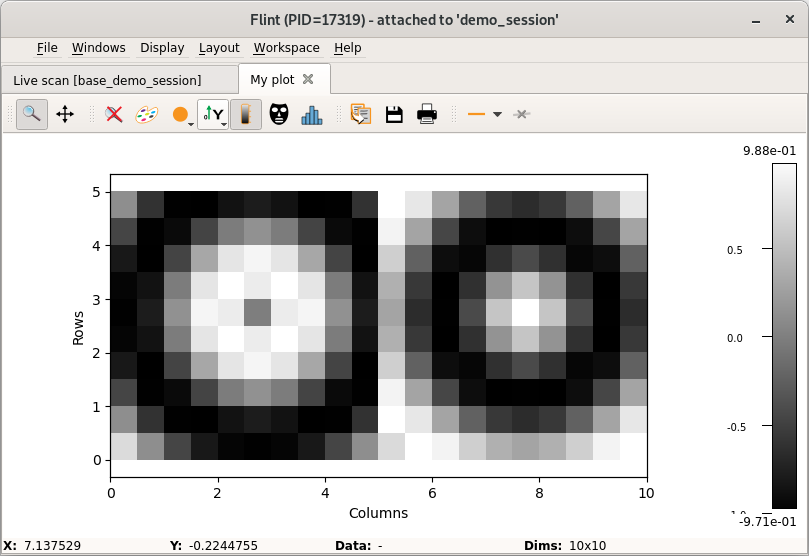 Flint (PID=17319) - attached to 'demo_session'
File Windows Display Layout Workspace Help
Live scan [base_demo_session] My plot
Y
9.88e-01
5
4
3
2
1
0
Rows
0.5
0.0
-0.5
-9.71e-01
0 2 4 6 8 10
Columns
X: 7.137529 Y: -0.2244755 Data: - Dims: 10x10